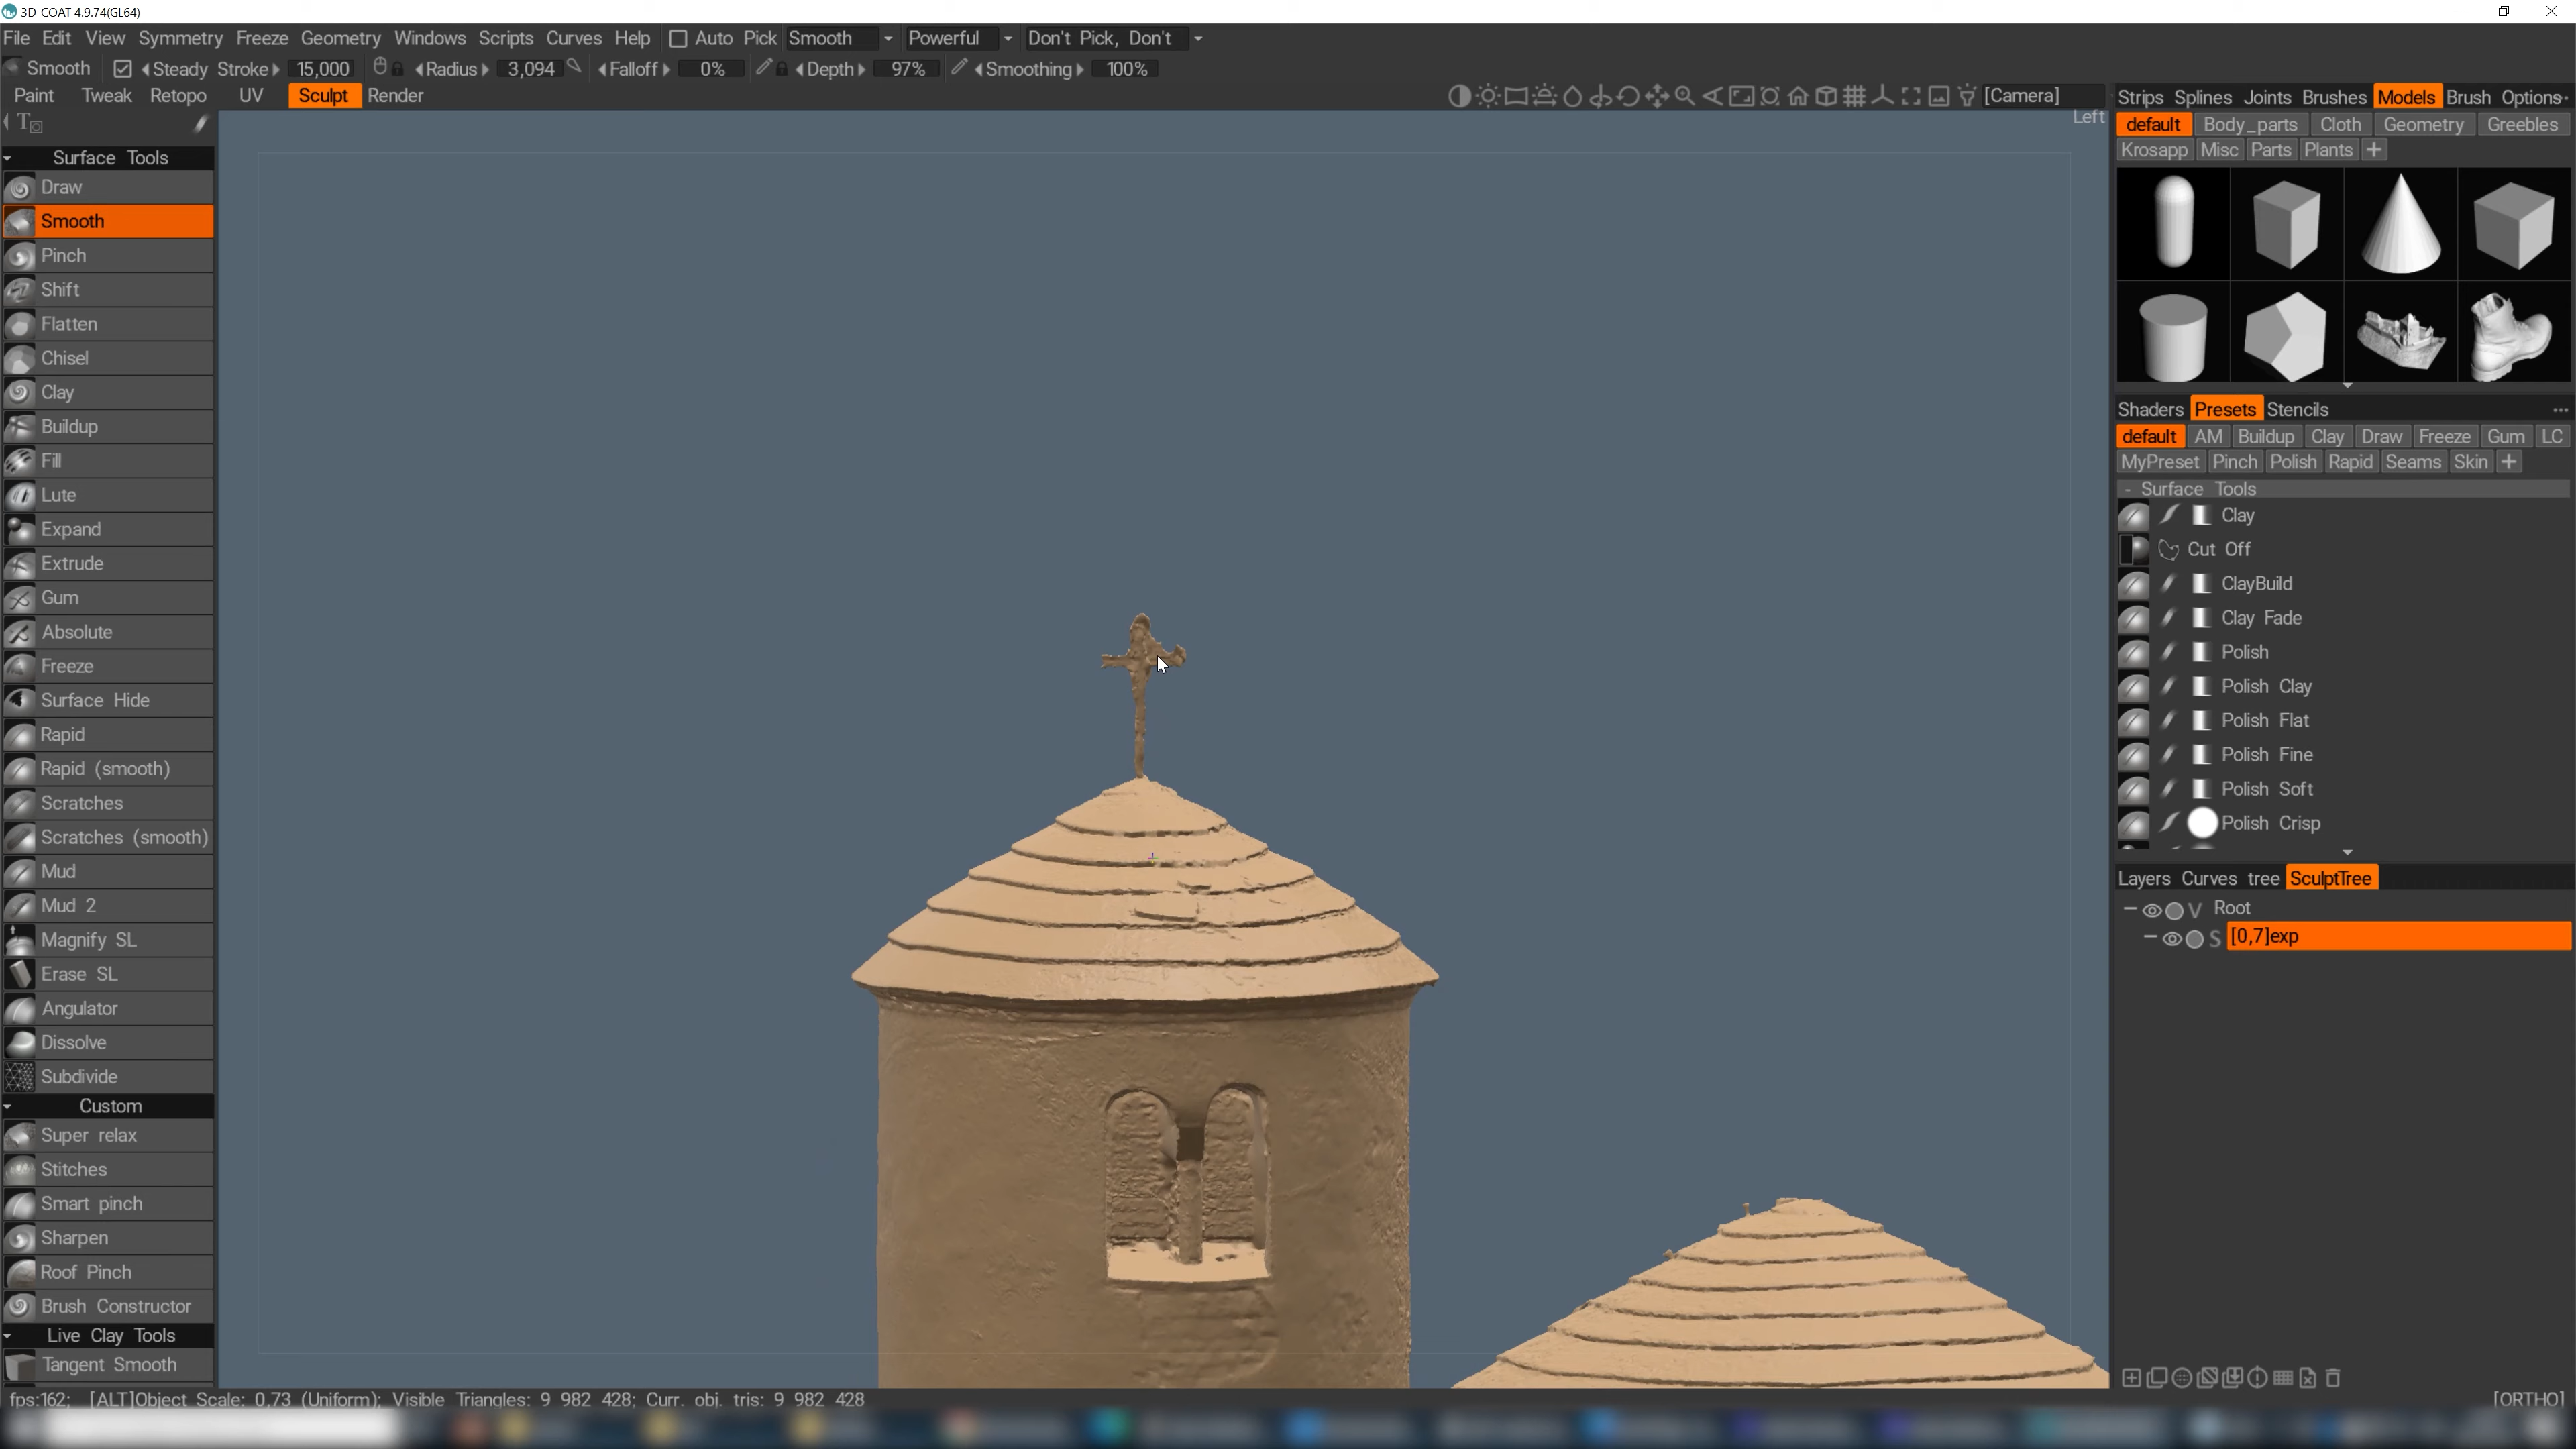 3D-COAT 4.9.74(GL64)
File Edit View Symmetry Freeze Geometry Windows Scripts Curves Help Auto Pick Smooth Powerful Don't Pick, Don't
Smooth Steady Stroke 15,000 Radius 3,094 Falloff 0% Depth 97% Smoothing 100%
Paint Tweak Retopo UV Sculpt Render [Camera]
Left
Surface Tools
Draw
Smooth
Pinch
Shift
Flatten
Chisel
Clay
Buildup
Fill
Lute
Expand
Extrude
Gum
Absolute
Freeze
Surface Hide
Rapid
Rapid (smooth)
Scratches
Scratches (smooth)
Mud
Mud 2
Magnify SL
Erase SL
Angulator
Dissolve
Subdivide
Custom
Super relax
Stitches
Smart pinch
Sharpen
Roof Pinch
Brush Constructor
Live Clay Tools
Tangent Smooth
Strips Splines Joints Brushes Models Brush Options
default Body_parts Cloth Geometry Greebles
Krosapp Misc Parts Plants +
Shaders Presets Stencils
default AM Buildup Clay Draw Freeze Gum LC
MyPreset Pinch Polish Rapid Seams Skin +
- Surface Tools
Clay
Cut Off
ClayBuild
Clay Fade
Polish
Polish Clay
Polish Flat
Polish Fine
Polish Soft
Polish Crisp
Layers Curves tree SculptTree
V Root
S [0,7]exp
fps:162; [ALT]Object Scale: 0,73 (Uniform); Visible Triangles: 9 982 428; Curr. obj. tris: 9 982 428
[ORTHO]